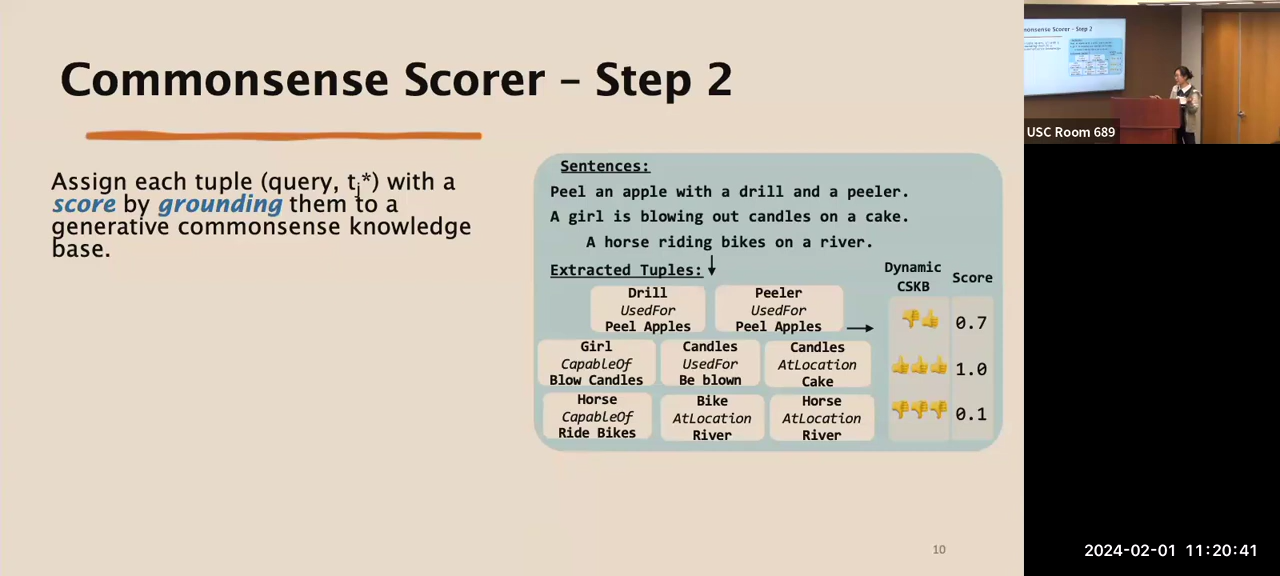 Commonsense Scorer – Step 2
Assign each tuple (query, tⱼ*) with a
score by grounding them to a
generative commonsense knowledge
base.
Sentences:
Peel an apple with a drill and a peeler.
A girl is blowing out candles on a cake.
A horse riding bikes on a river.
Extracted Tuples:
Dynamic
CSKB
Score
Drill
UsedFor
Peel Apples
Peeler
UsedFor
Peel Apples
0.7
Girl
CapableOf
Blow Candles
Candles
UsedFor
Be blown
Candles
AtLocation
Cake
1.0
Horse
CapableOf
Ride Bikes
Bike
AtLocation
River
Horse
AtLocation
River
0.1
10
USC Room 689
2024-02-01 11:20:41